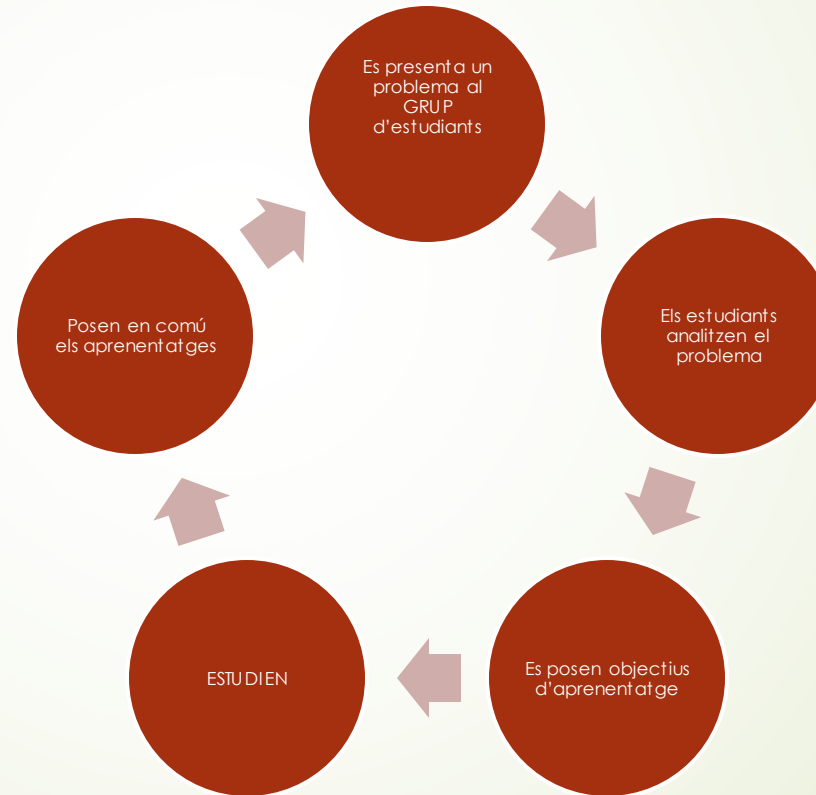 Es presenta un
problema al
GRUP
d'estudiants
Els estudiants
analitzen el
problema
Es posen objectius
d'aprenentatge
ESTUDIEN
Posen en comú
els aprenentatges